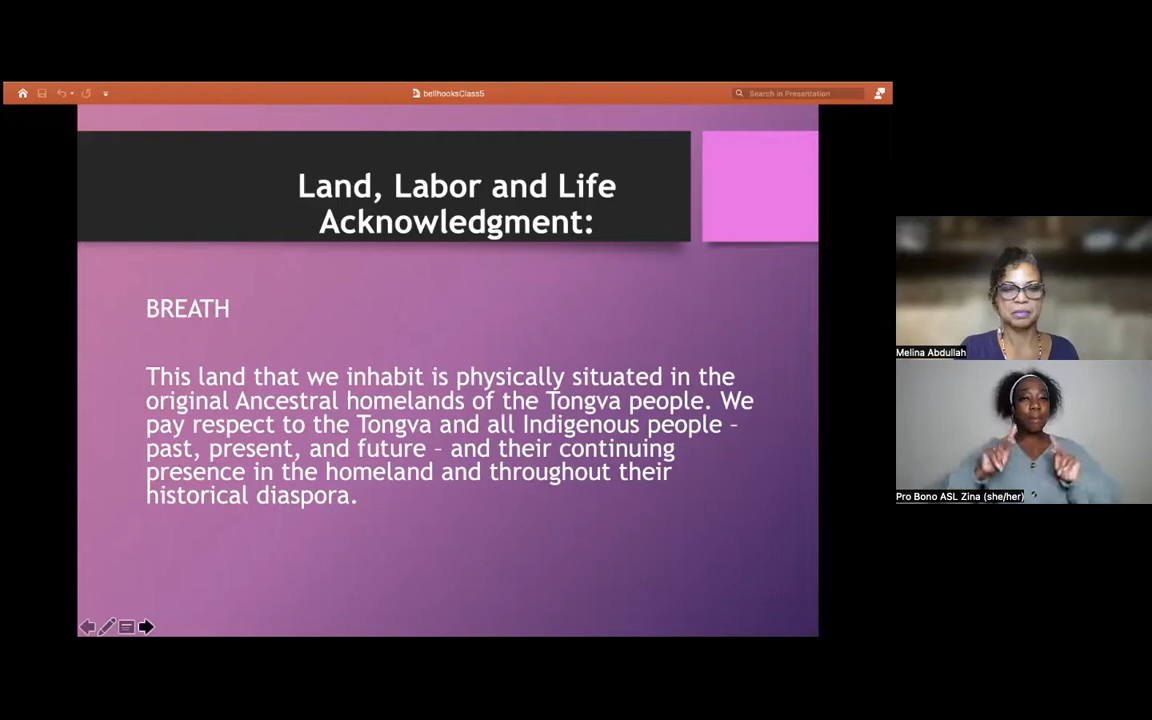 bellhooksClass5
Search in Presentation
Land, Labor and Life
Acknowledgment:
BREATH
This land that we inhabit is physically situated in the
original Ancestral homelands of the Tongva people. We
pay respect to the Tongva and all Indigenous people –
past, present, and future – and their continuing
presence in the homeland and throughout their
historical diaspora.
Melina Abdullah
Pro Bono ASL Zina (she/her)